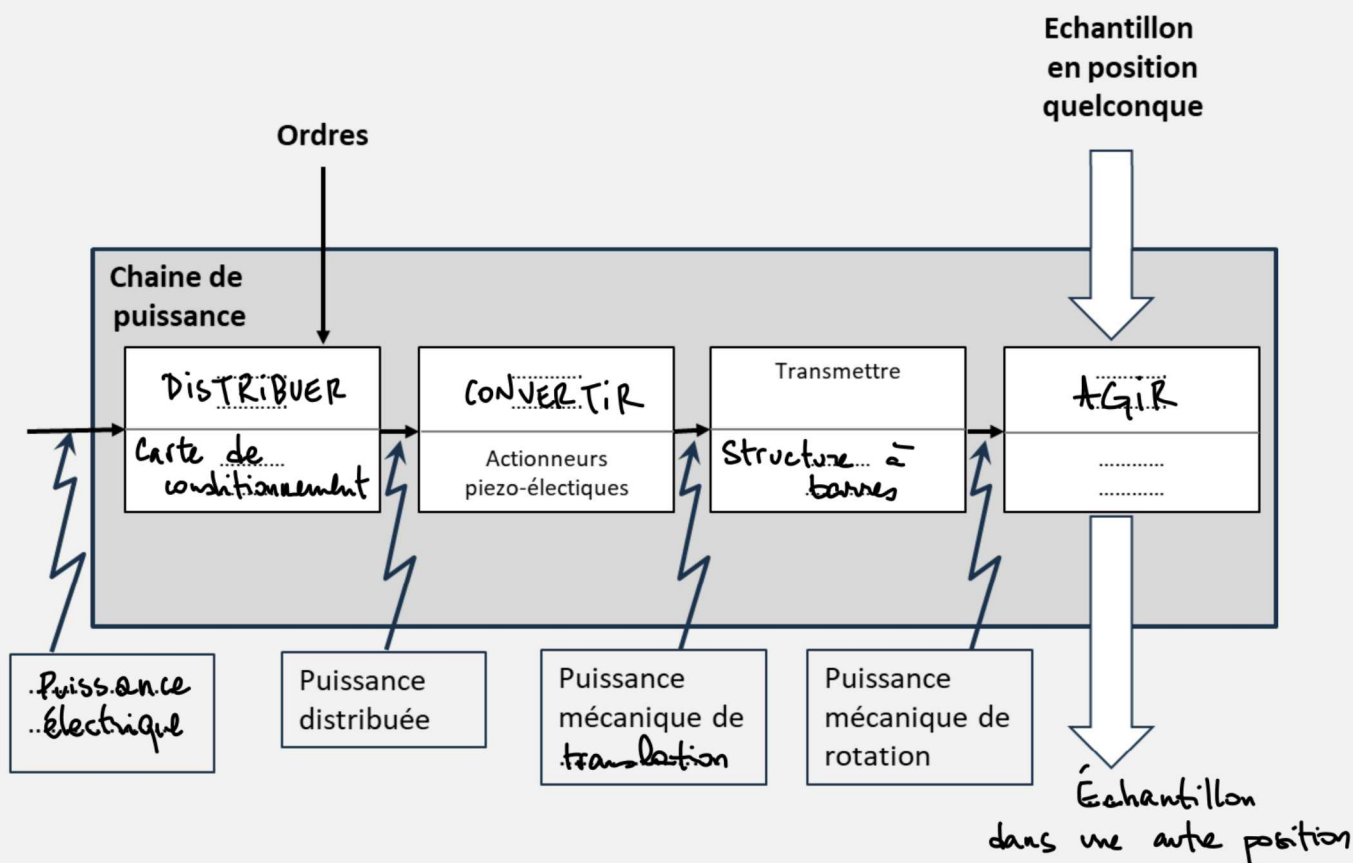 Echantillon
en position
quelconque
Ordres
Chaine de
puissance
DISTRIBUER
Carte de
conditionnement
CONVERTIR
Actionneurs
piezo-électiques
Transmettre
Structure à
barres
AGIR
............
............
Puissance
électrique
Puissance
distribuée
Puissance
mécanique de
translation
Puissance
mécanique de
rotation
Échantillon
dans une autre position